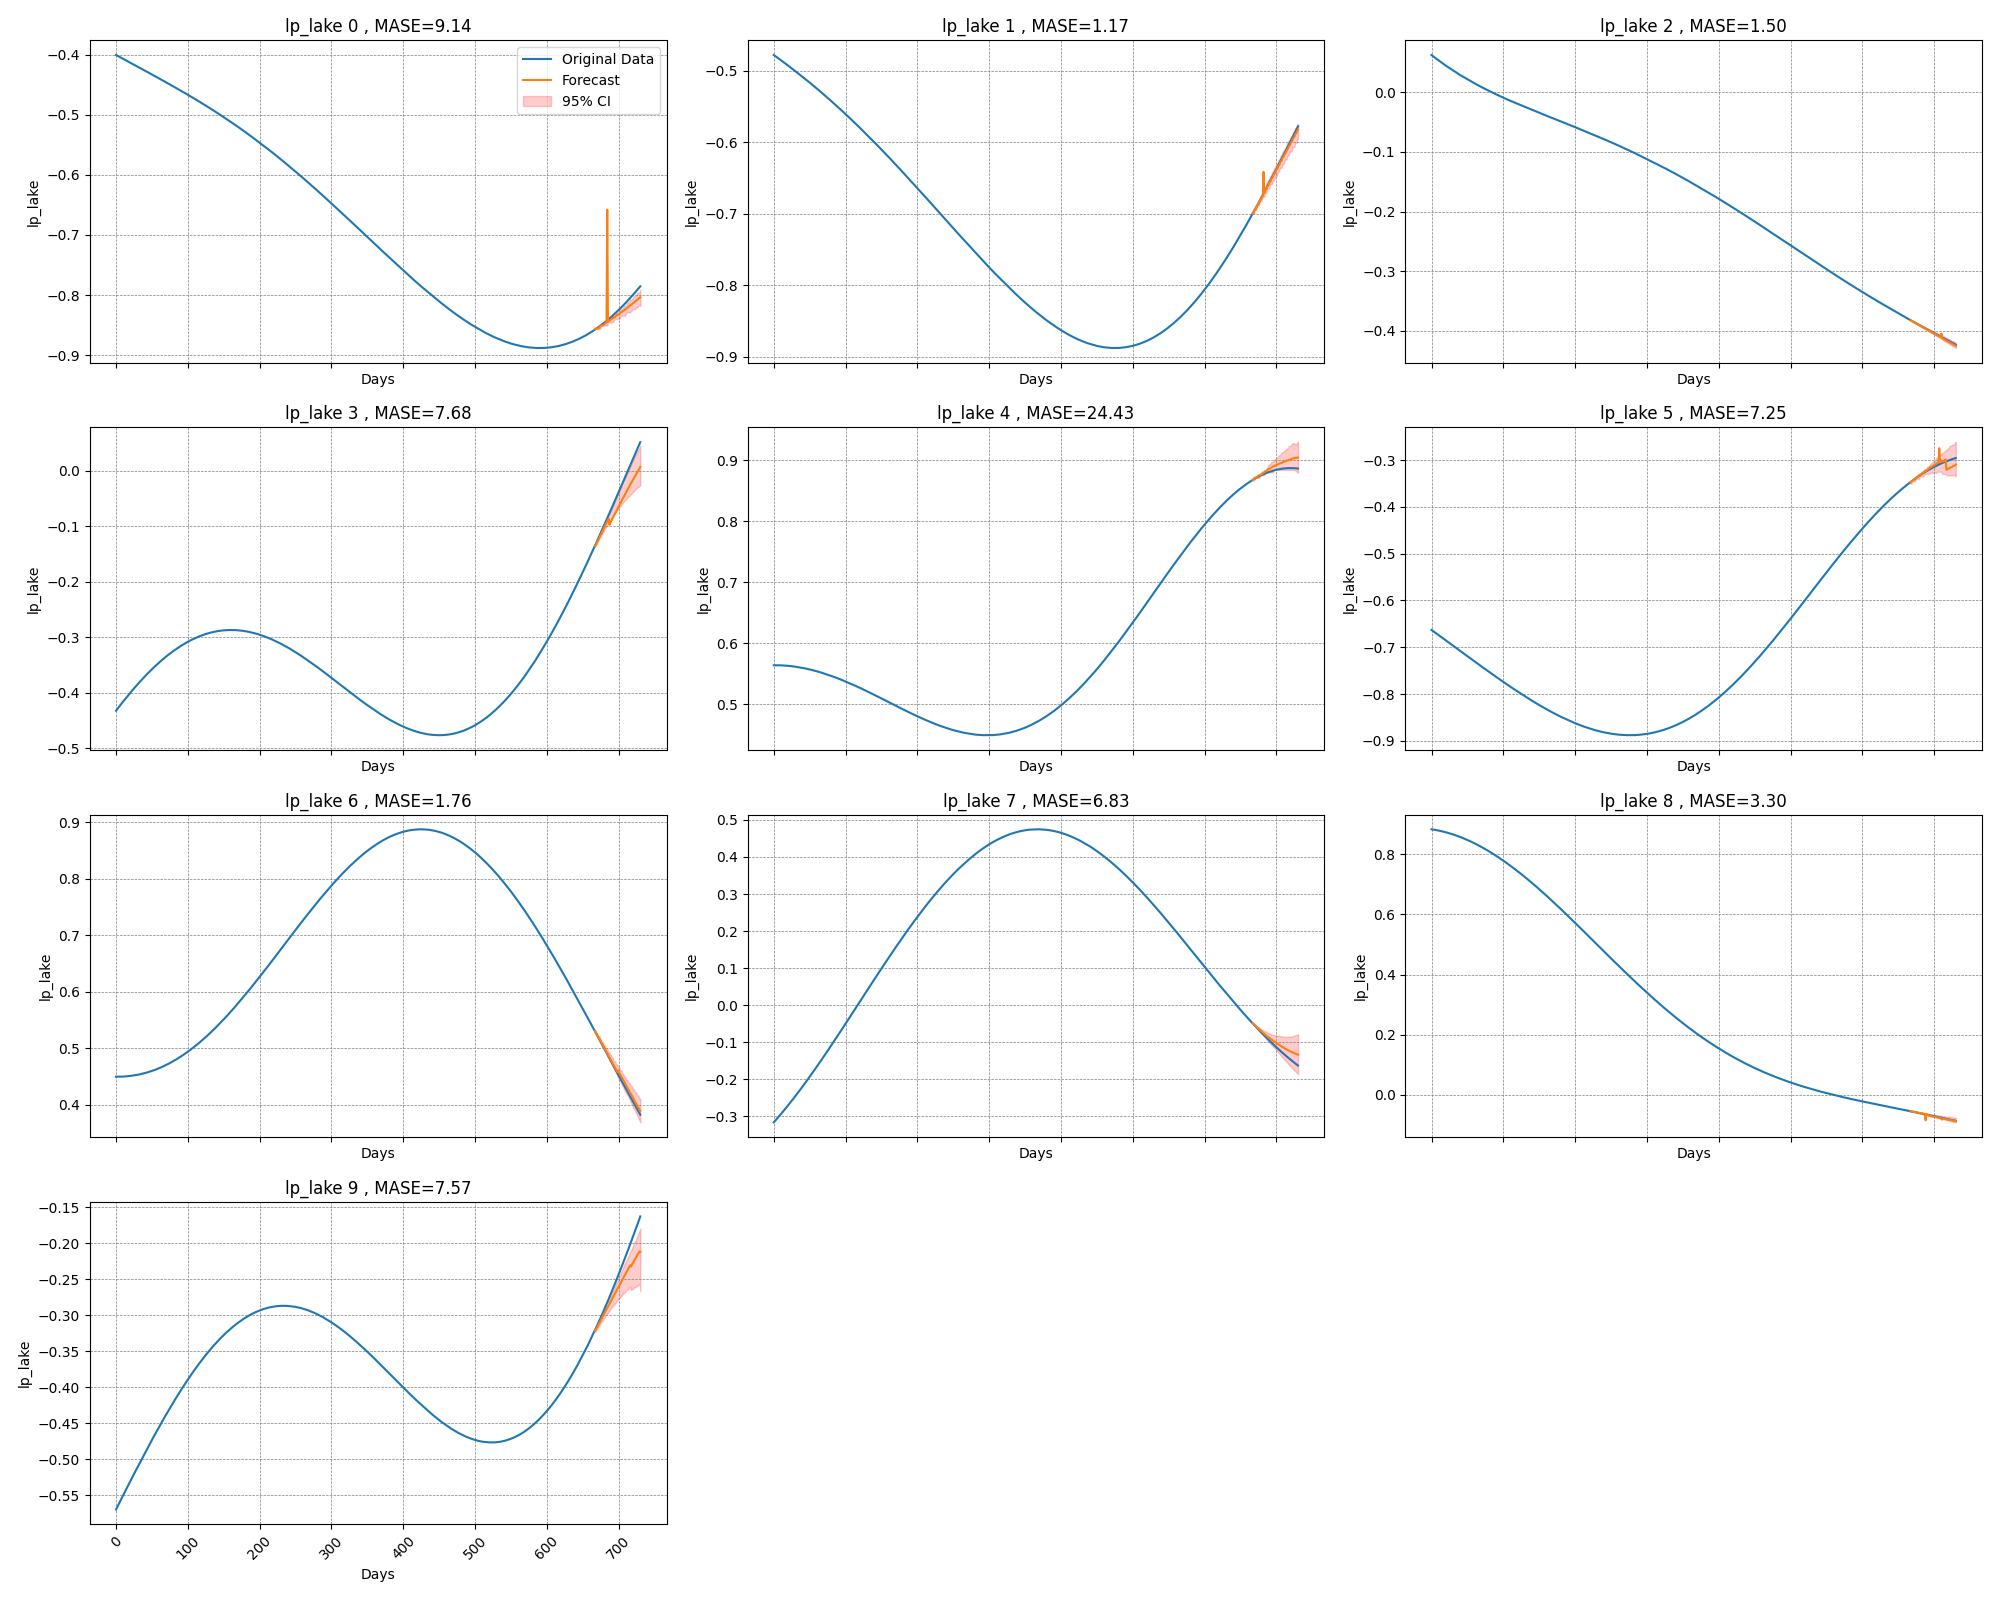 lp_lake 0 , MASE=9.14
−0.4
−0.5
−0.6
−0.7
−0.8
−0.9
lp_lake
Days
Original Data
Forecast
95% CI
lp_lake 1 , MASE=1.17
−0.5
−0.6
−0.7
−0.8
−0.9
lp_lake
Days
lp_lake 2 , MASE=1.50
0.0
−0.1
−0.2
−0.3
−0.4
lp_lake
Days
lp_lake 3 , MASE=7.68
0.0
−0.1
−0.2
−0.3
−0.4
−0.5
lp_lake
Days
lp_lake 4 , MASE=24.43
0.9
0.8
0.7
0.6
0.5
lp_lake
Days
lp_lake 5 , MASE=7.25
−0.3
−0.4
−0.5
−0.6
−0.7
−0.8
−0.9
lp_lake
Days
lp_lake 6 , MASE=1.76
0.9
0.8
0.7
0.6
0.5
0.4
lp_lake
Days
lp_lake 7 , MASE=6.83
0.5
0.4
0.3
0.2
0.1
0.0
−0.1
−0.2
−0.3
lp_lake
Days
lp_lake 8 , MASE=3.30
0.8
0.6
0.4
0.2
0.0
lp_lake
Days
lp_lake 9 , MASE=7.57
−0.15
−0.20
−0.25
−0.30
−0.35
−0.40
−0.45
−0.50
−0.55
lp_lake
0 100 200 300 400 500 600 700
Days